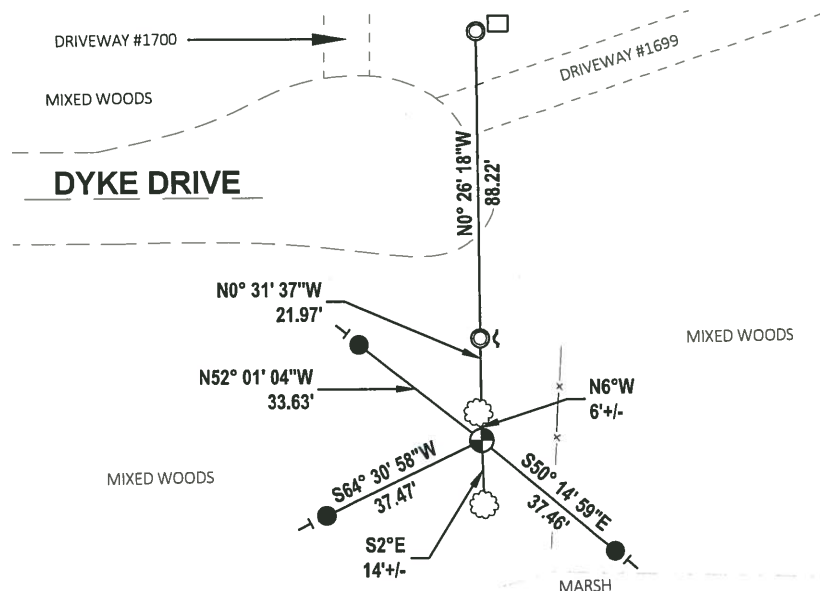 DRIVEWAY #1700
DRIVEWAY #1699
MIXED WOODS
N0° 26' 18"W
88.22'
DYKE DRIVE
N0° 31' 37"W
21.97'
MIXED WOODS
N52° 01' 04"W
33.63'
N6°W
6'+/-
MIXED WOODS
S64° 30' 58"W
37.47'
S50° 14' 59"E
37.46'
S2°E
14'+/-
MARSH